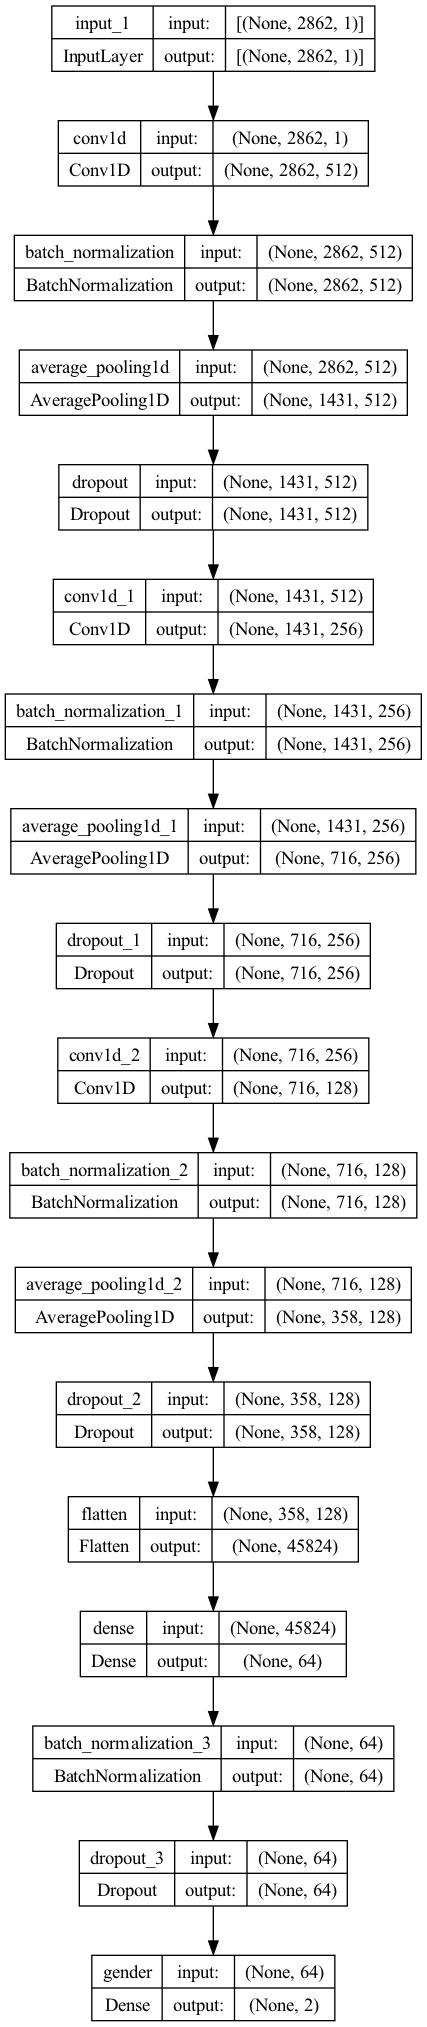 input_1 input: [(None, 2862, 1)]
InputLayer output: [(None, 2862, 1)]
conv1d input: (None, 2862, 1)
Conv1D output: (None, 2862, 512)
batch_normalization input: (None, 2862, 512)
BatchNormalization output: (None, 2862, 512)
average_pooling1d input: (None, 2862, 512)
AveragePooling1D output: (None, 1431, 512)
dropout input: (None, 1431, 512)
Dropout output: (None, 1431, 512)
conv1d_1 input: (None, 1431, 512)
Conv1D output: (None, 1431, 256)
batch_normalization_1 input: (None, 1431, 256)
BatchNormalization output: (None, 1431, 256)
average_pooling1d_1 input: (None, 1431, 256)
AveragePooling1D output: (None, 716, 256)
dropout_1 input: (None, 716, 256)
Dropout output: (None, 716, 256)
conv1d_2 input: (None, 716, 256)
Conv1D output: (None, 716, 128)
batch_normalization_2 input: (None, 716, 128)
BatchNormalization output: (None, 716, 128)
average_pooling1d_2 input: (None, 716, 128)
AveragePooling1D output: (None, 358, 128)
dropout_2 input: (None, 358, 128)
Dropout output: (None, 358, 128)
flatten input: (None, 358, 128)
Flatten output: (None, 45824)
dense input: (None, 45824)
Dense output: (None, 64)
batch_normalization_3 input: (None, 64)
BatchNormalization output: (None, 64)
dropout_3 input: (None, 64)
Dropout output: (None, 64)
gender input: (None, 64)
Dense output: (None, 2)